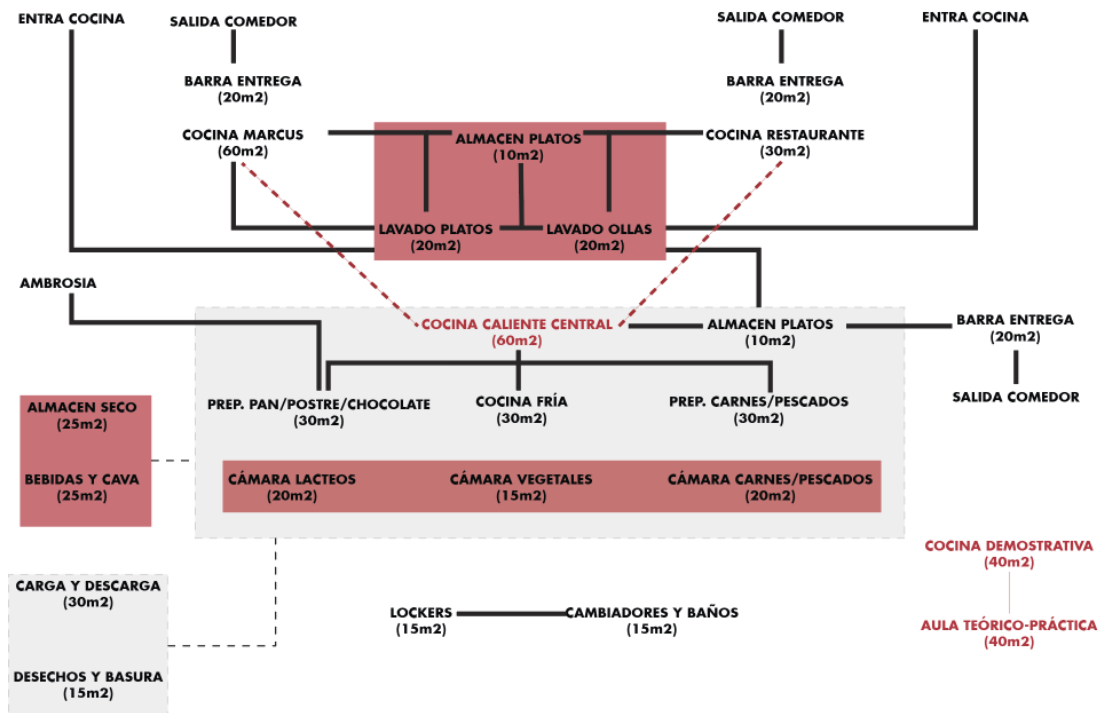 ENTRA COCINA
SALIDA COMEDOR
SALIDA COMEDOR
ENTRA COCINA
BARRA ENTREGA
(20m2)
BARRA ENTREGA
(20m2)
COCINA MARCUS
(60m2)
ALMACEN PLATOS
(10m2)
COCINA RESTAURANTE
(30m2)
LAVADO PLATOS
(20m2)
LAVADO OLLAS
(20m2)
AMBROSIA
COCINA CALIENTE CENTRAL
(60m2)
ALMACEN PLATOS
(10m2)
BARRA ENTREGA
(20m2)
SALIDA COMEDOR
PREP. PAN/POSTRE/CHOCOLATE
(30m2)
COCINA FRÍA
(30m2)
PREP. CARNES/PESCADOS
(30m2)
ALMACEN SECO
(25m2)
BEBIDAS Y CAVA
(25m2)
CÁMARA LACTEOS
(20m2)
CÁMARA VEGETALES
(15m2)
CÁMARA CARNES/PESCADOS
(20m2)
COCINA DEMOSTRATIVA
(40m2)
CARGA Y DESCARGA
(30m2)
LOCKERS
(15m2)
CAMBIADORES Y BAÑOS
(15m2)
AULA TEÓRICO-PRÁCTICA
(40m2)
DESECHOS Y BASURA
(15m2)